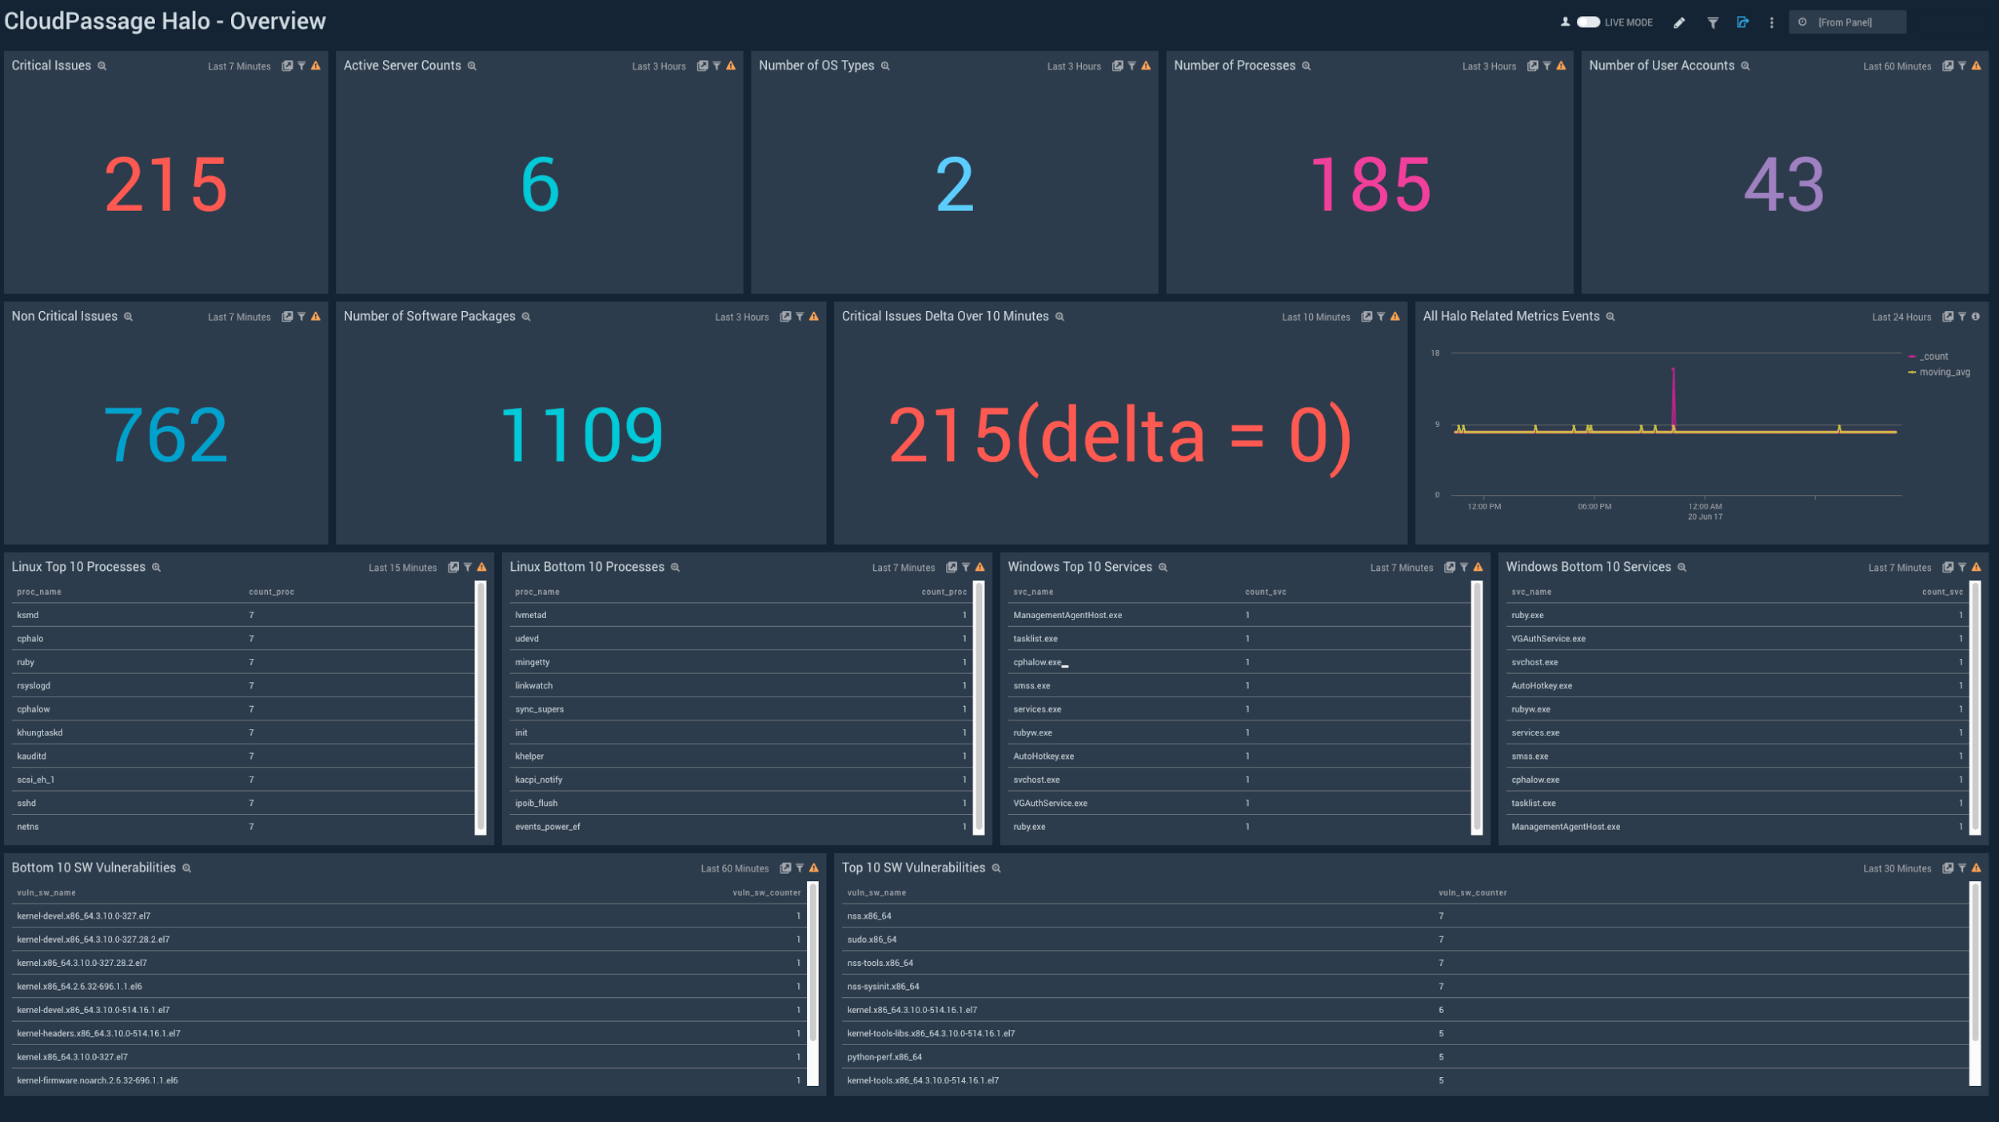 CloudPassage Halo - Overview
LIVE MODE
[From Panel]
Critical Issues
Last 7 Minutes
215
Active Server Counts
Last 3 Hours
6
Number of OS Types
Last 3 Hours
2
Number of Processes
Last 3 Hours
185
Number of User Accounts
Last 60 Minutes
43
Non Critical Issues
Last 7 Minutes
762
Number of Software Packages
Last 3 Hours
1109
Critical Issues Delta Over 10 Minutes
Last 10 Minutes
215(delta = 0)
All Halo Related Metrics Events
Last 24 Hours
18
9
0
12:00 PM
06:00 PM
12:00 AM
20 Jun 17
_count
moving_avg
Linux Top 10 Processes
Last 15 Minutes
proc_name count_proc
ksmd 7
cphalo 7
ruby 7
rsyslogd 7
cphalow 7
khungtaskd 7
kauditd 7
scsi_eh_1 7
sshd 7
netns 7
Linux Bottom 10 Processes
Last 7 Minutes
proc_name count_proc
lvmetad 1
udevd 1
mingetty 1
linkwatch 1
sync_supers 1
init 1
khelper 1
kacpi_notify 1
ipoib_flush 1
events_power_ef 1
Windows Top 10 Services
Last 7 Minutes
svc_name count_svc
ManagementAgentHost.exe 1
tasklist.exe 1
cphalow.exe 1
smss.exe 1
services.exe 1
rubyw.exe 1
AutoHotkey.exe 1
svchost.exe 1
VGAuthService.exe 1
ruby.exe 1
Windows Bottom 10 Services
Last 7 Minutes
svc_name count_svc
ruby.exe 1
VGAuthService.exe 1
svchost.exe 1
AutoHotkey.exe 1
rubyw.exe 1
services.exe 1
smss.exe 1
cphalow.exe 1
tasklist.exe 1
ManagementAgentHost.exe 1
Bottom 10 SW Vulnerabilities
Last 60 Minutes
vuln_sw_name vuln_sw_counter
kernel-devel.x86_64.3.10.0-327.el7 1
kernel-devel.x86_64.3.10.0-327.28.2.el7 1
kernel.x86_64.3.10.0-327.28.2.el7 1
kernel.x86_64.2.6.32-696.1.1.el6 1
kernel-devel.x86_64.3.10.0-514.16.1.el7 1
kernel-headers.x86_64.3.10.0-514.16.1.el7 1
kernel.x86_64.3.10.0-327.el7 1
kernel-firmware.noarch.2.6.32-696.1.1.el6 1
Top 10 SW Vulnerabilities
Last 30 Minutes
vuln_sw_name vuln_sw_counter
nss.x86_64 7
sudo.x86_64 7
nss-tools.x86_64 7
nss-sysinit.x86_64 7
kernel.x86_64.3.10.0-514.16.1.el7 6
kernel-tools-libs.x86_64.3.10.0-514.16.1.el7 5
python-perf.x86_64 5
kernel-tools.x86_64.3.10.0-514.16.1.el7 5